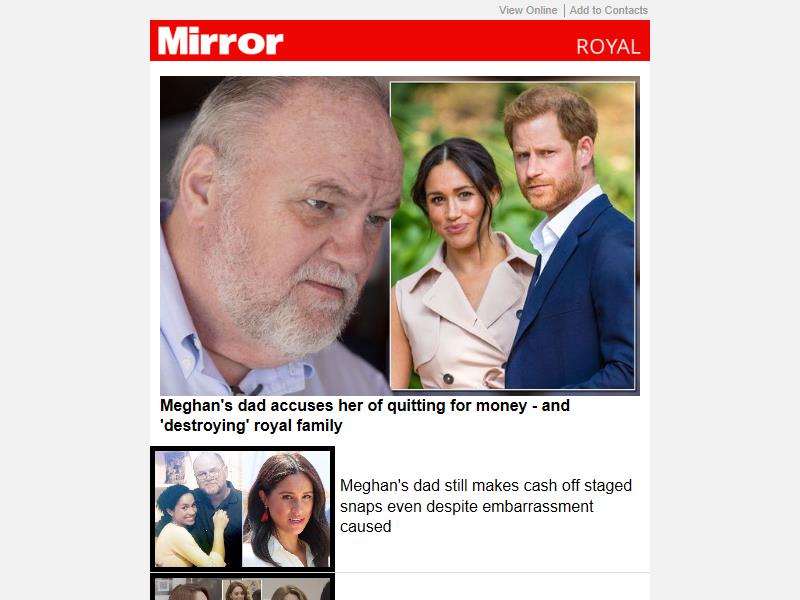 View Online | Add to Contacts
Mirror ROYAL
Meghan's dad accuses her of quitting for money - and
'destroying' royal family
Meghan's dad still makes cash off staged
snaps even despite embarrassment
caused